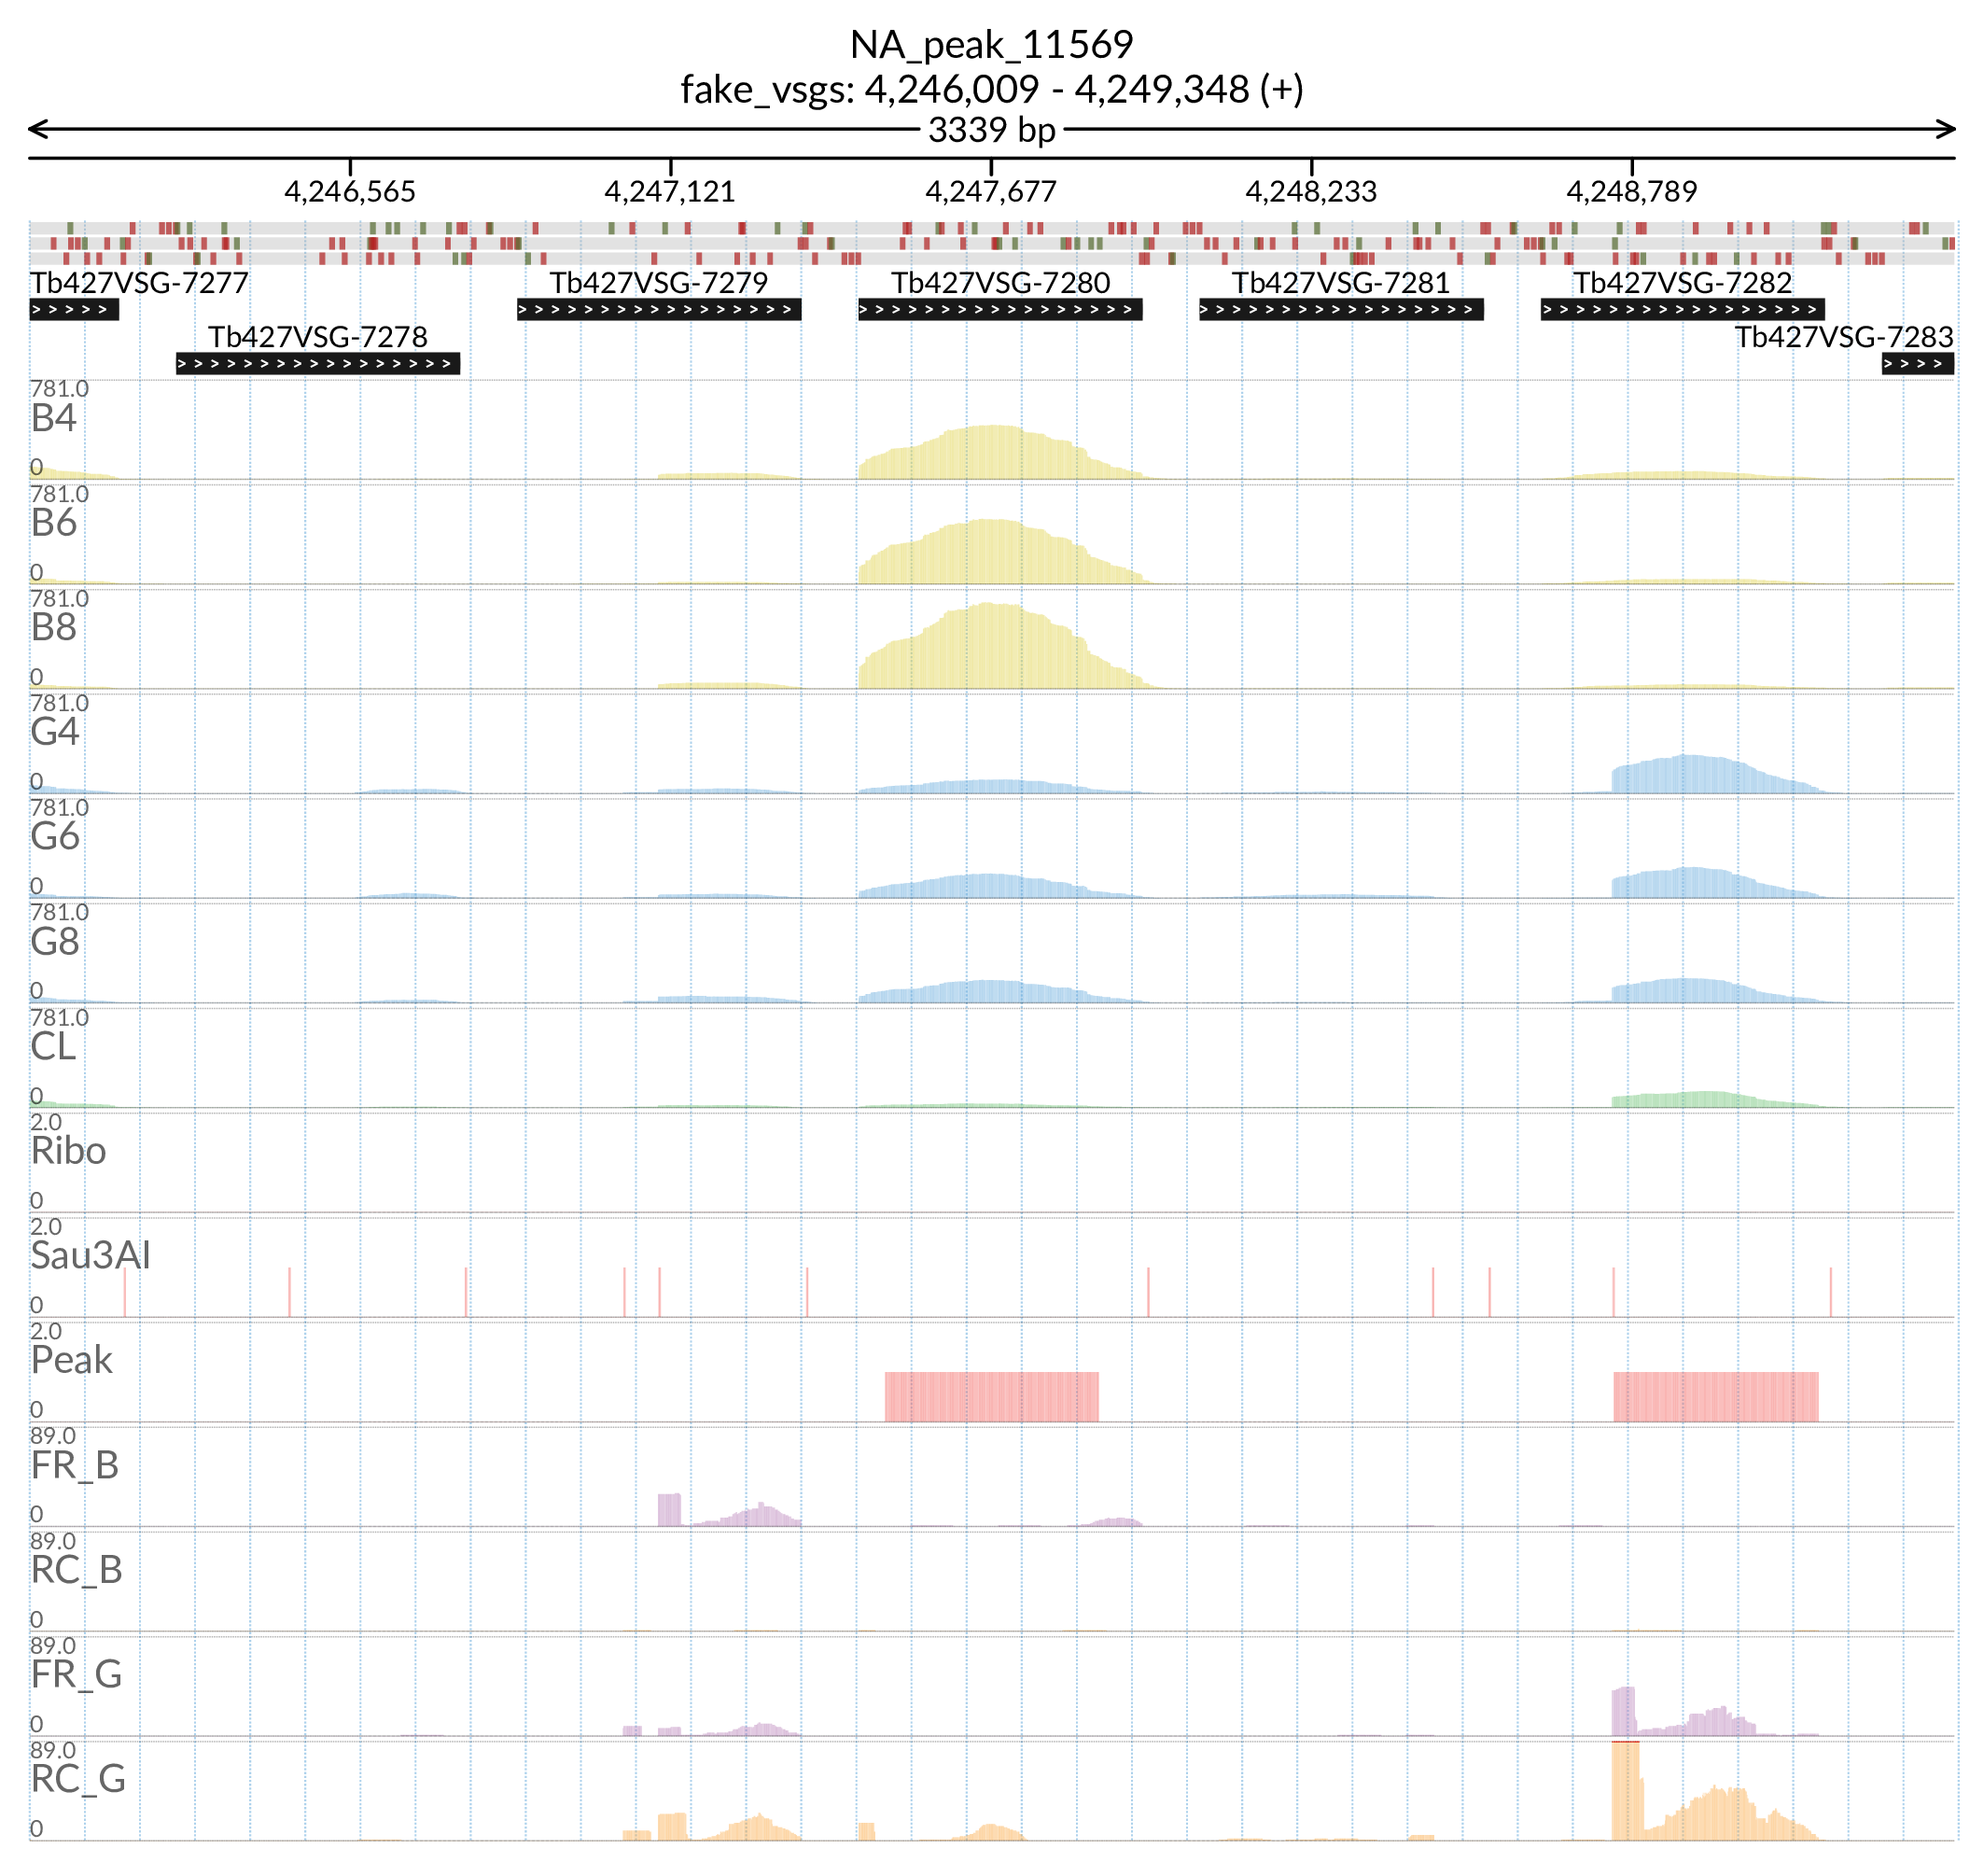 NA_peak_11569
fake_vsgs: 4,246,009 - 4,249,348 (+)
3339 bp
4,246,565 4,247,121 4,247,677 4,248,233 4,248,789
Tb427VSG-7277 Tb427VSG-7279 Tb427VSG-7280 Tb427VSG-7281 Tb427VSG-7282
Tb427VSG-7278 Tb427VSG-7283
781.0
B4
0
781.0
B6
0
781.0
B8
0
781.0
G4
0
781.0
G6
0
781.0
G8
0
781.0
CL
0
2.0
Ribo
0
2.0
Sau3AI
0
2.0
Peak
0
89.0
FR_B
0
89.0
RC_B
0
89.0
FR_G
0
89.0
RC_G
0